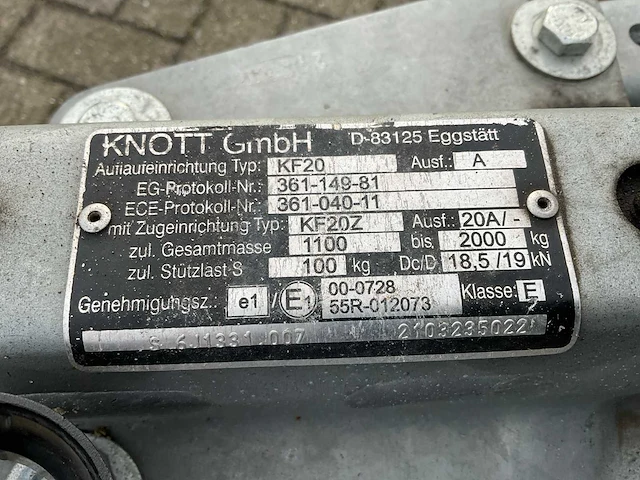 KNOTT GmbH D-83125 Eggstätt
Auflaufeinrichtung Typ: KF20 Ausf.: A
EG-Protokoll-Nr.: 361-149-81
ECE-Protokoll-Nr.: 361-040-11
mit Zugeinrichtung Typ: KF20Z Ausf.: 20A/-
zul. Gesamtmasse 1100 bis 2000 kg
zul. Stützlast S 100 kg Dc/D 18,5/19 kN
Genehmigungsz.: e1 / E1 00-0728 Klasse: E
55R-012073